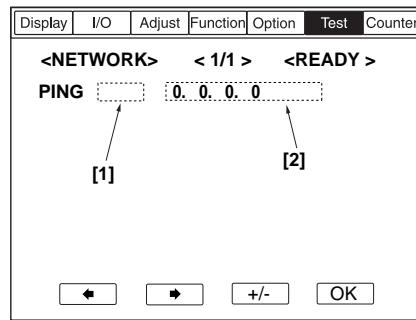 Display I/O Adjust Function Option Test Counter
<NETWORK> < 1/1 > <READY >
PING 0. 0. 0. 0
[1] [2]
+/- OK